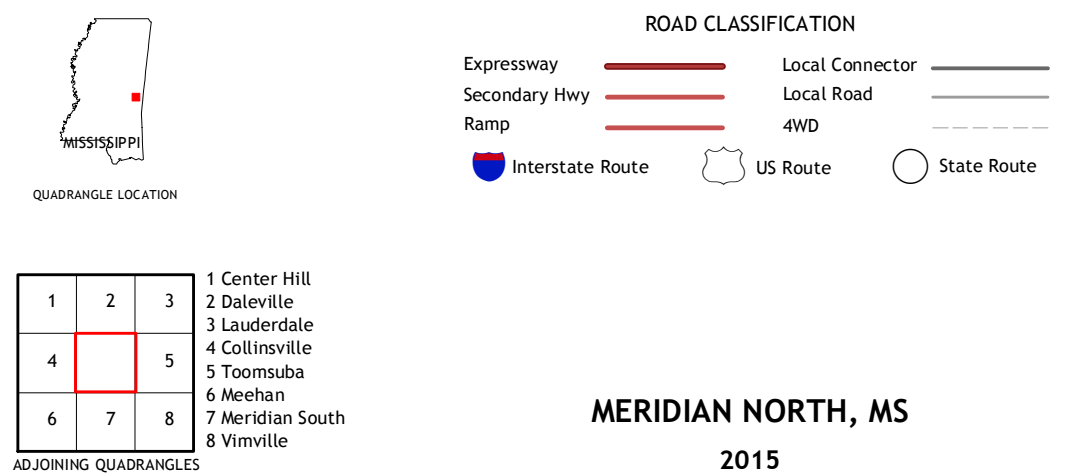 MISSISSIPPI
QUADRANGLE LOCATION
ROAD CLASSIFICATION
Expressway
Secondary Hwy
Ramp
Local Connector
Local Road
4WD
Interstate Route
US Route
State Route
1 2 3
4 5
6 7 8
1 Center Hill
2 Daleville
3 Lauderdale
4 Collinsville
5 Toomsuba
6 Meehan
7 Meridian South
8 Vimville
ADJOINING QUADRANGLES
MERIDIAN NORTH, MS
2015